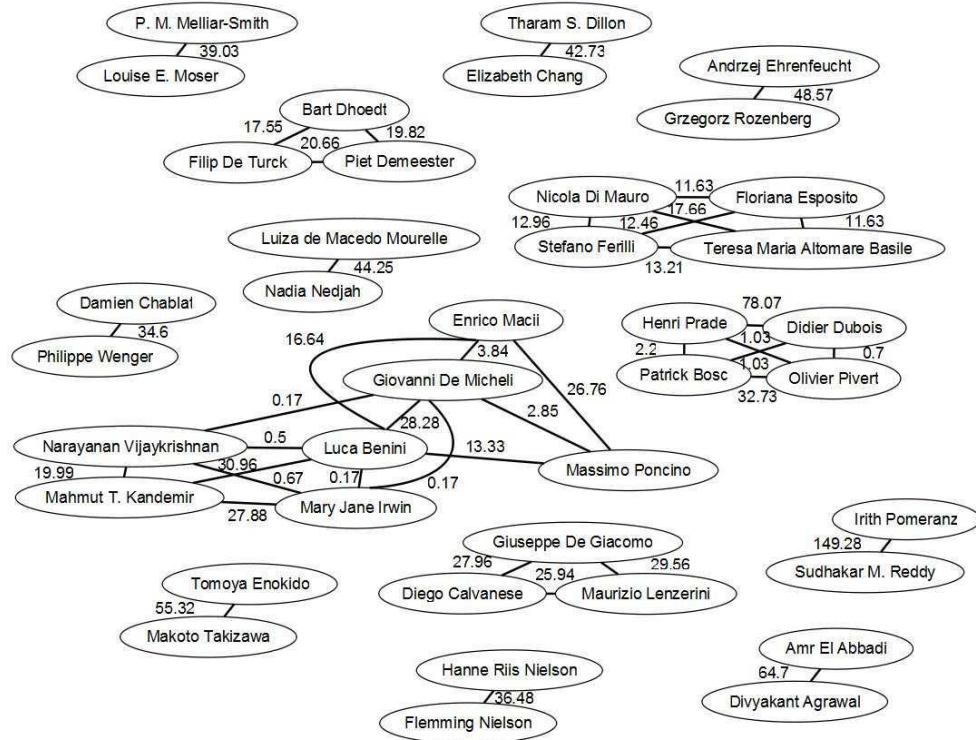 P. M. Melliar-Smith
39.03
Louise E. Moser
Tharam S. Dillon
42.73
Elizabeth Chang
Andrzej Ehrenfeucht
48.57
Grzegorz Rozenberg
Bart Dhoedt
17.55
20.66
19.82
Filip De Turck
Piet Demeester
Nicola Di Mauro
11.63
Floriana Esposito
12.96
12.46
17.66
11.63
Stefano Ferilli
13.21
Teresa Maria Altomare Basile
Luiza de Macedo Mourelle
44.25
Nadia Nedjah
Damien Chablat
34.6
Philippe Wenger
Enrico Macii
16.64
3.84
Giovanni De Micheli
26.76
0.17
28.28
2.85
Narayanan Vijaykrishnan
0.5
Luca Benini
13.33
Massimo Poncino
19.99
30.96
0.67
0.17
0.17
Mahmut T. Kandemir
27.88
Mary Jane Irwin
78.07
Henri Prade
Didier Dubois
2.2
1.03
1.03
0.7
Patrick Bosc
32.73
Olivier Pivert
Irith Pomeranz
149.28
Sudhakar M. Reddy
Giuseppe De Giacomo
27.96
25.94
29.56
Diego Calvanese
Maurizio Lenzerini
Tomoya Enokido
55.32
Makoto Takizawa
Hanne Riis Nielson
36.48
Flemming Nielson
Amr El Abbadi
64.7
Divyakant Agrawal